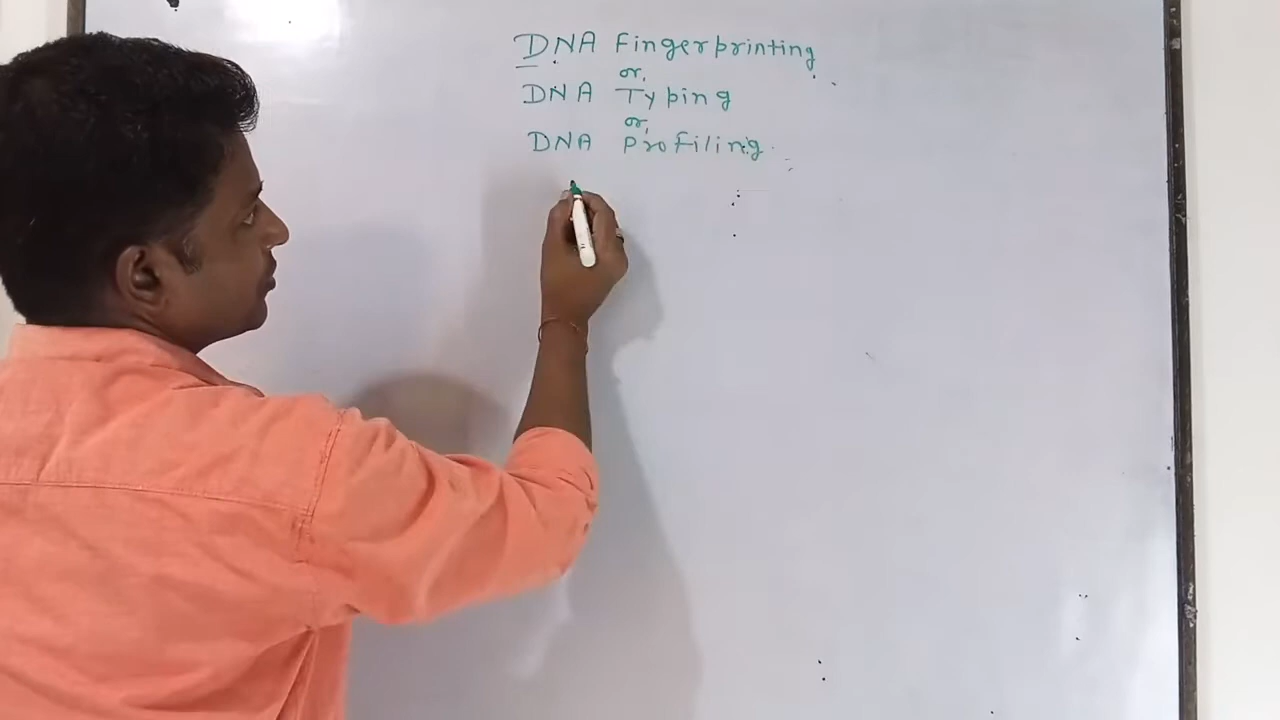 DNA Fingerprinting
or,
DNA Typing
or,
DNA Profiling.